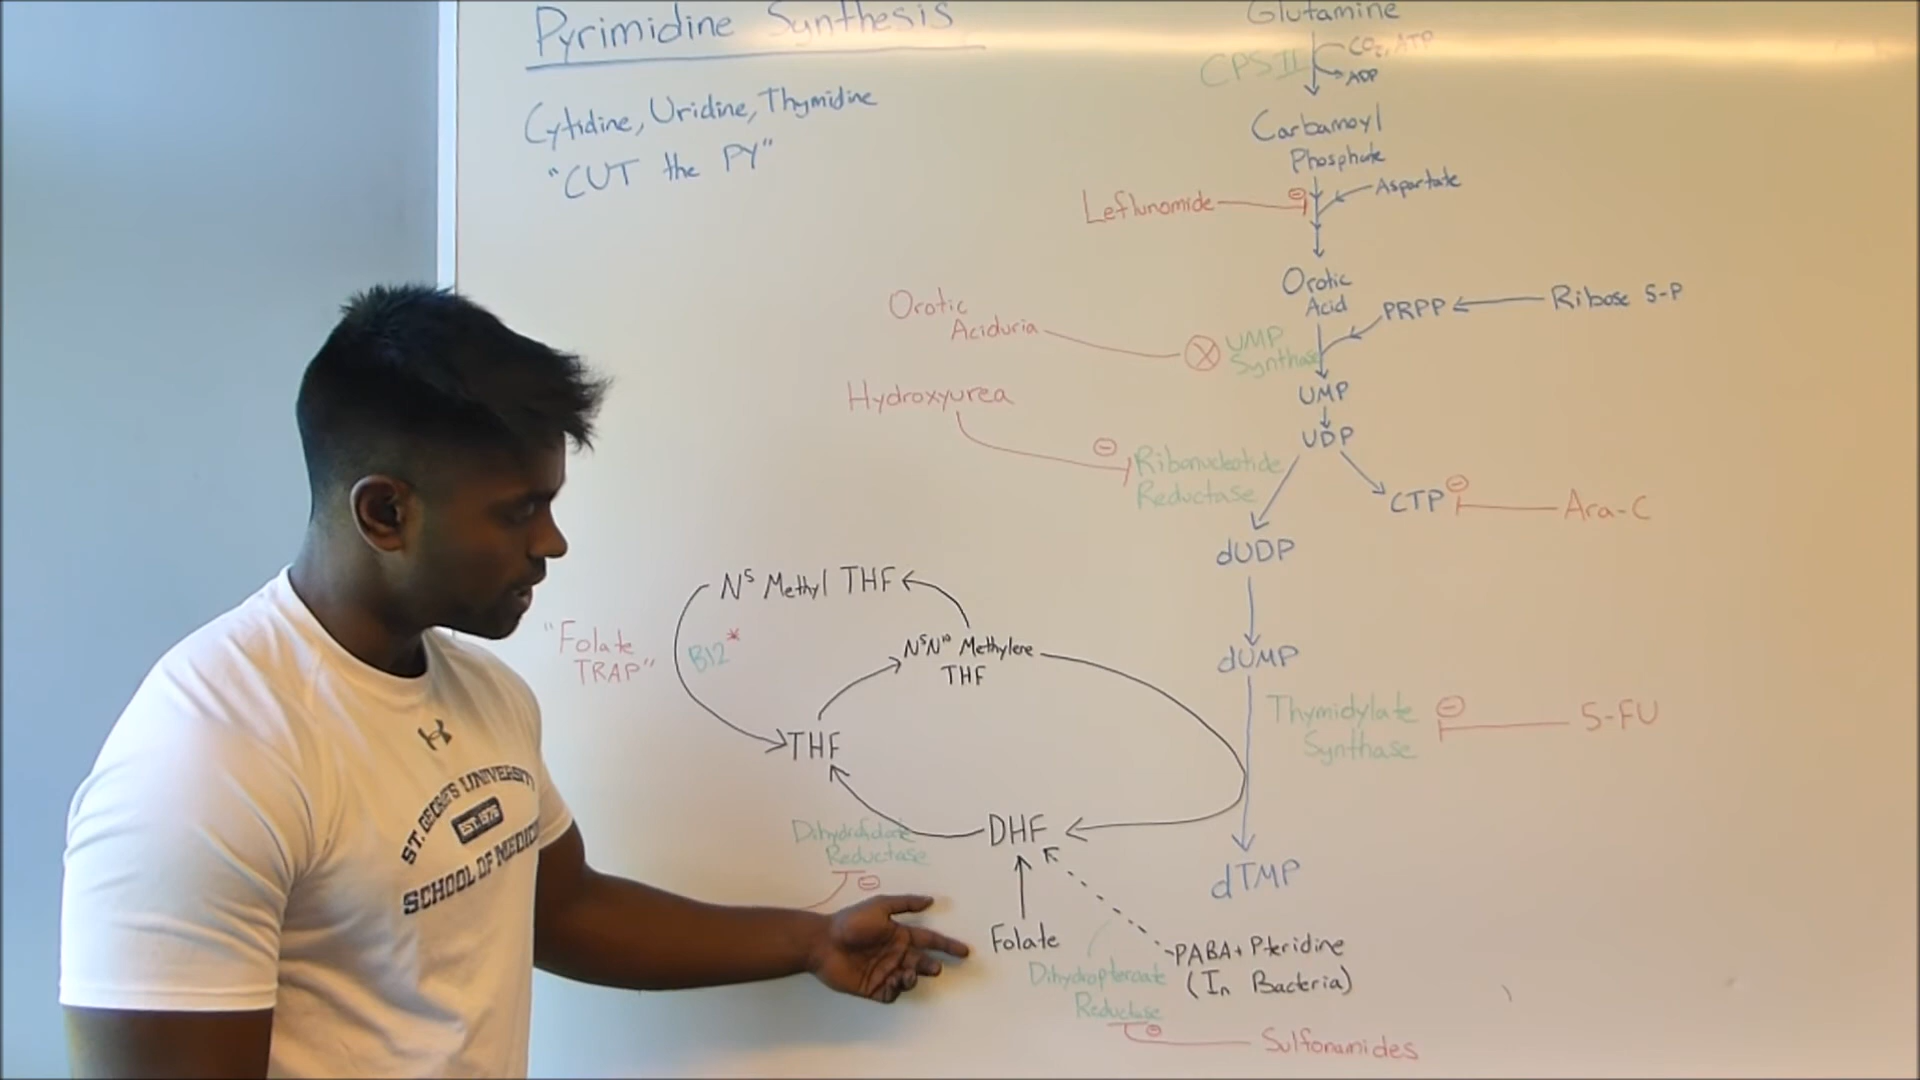 Pyrimidine Synthesis
Cytidine, Uridine, Thymidine
"CUT the PY"
Glutamine
CO2, ATP
CPS II
ADP
Carbamoyl
Phosphate
Aspartate
Leflunomide
Orotic
Acid
PRPP
Ribose 5-P
Orotic
Aciduria
UMP
Synthase
Hydroxyurea
UMP
UDP
Ribonucleotide
Reductase
CTP
Ara-C
dUDP
N5 Methyl THF
"Folate
TRAP"
B12*
N5N10 Methylene
THF
dUMP
Thymidylate
Synthase
5-FU
THF
DHF
Dihydrofolate
Reductase
dTMP
Folate
PABA + Pteridine
(In Bacteria)
Dihydropteroate
Reductase
Sulfonamides
ST. GEORGE'S UNIVERSITY
EST. 1976
SCHOOL OF MEDICINE